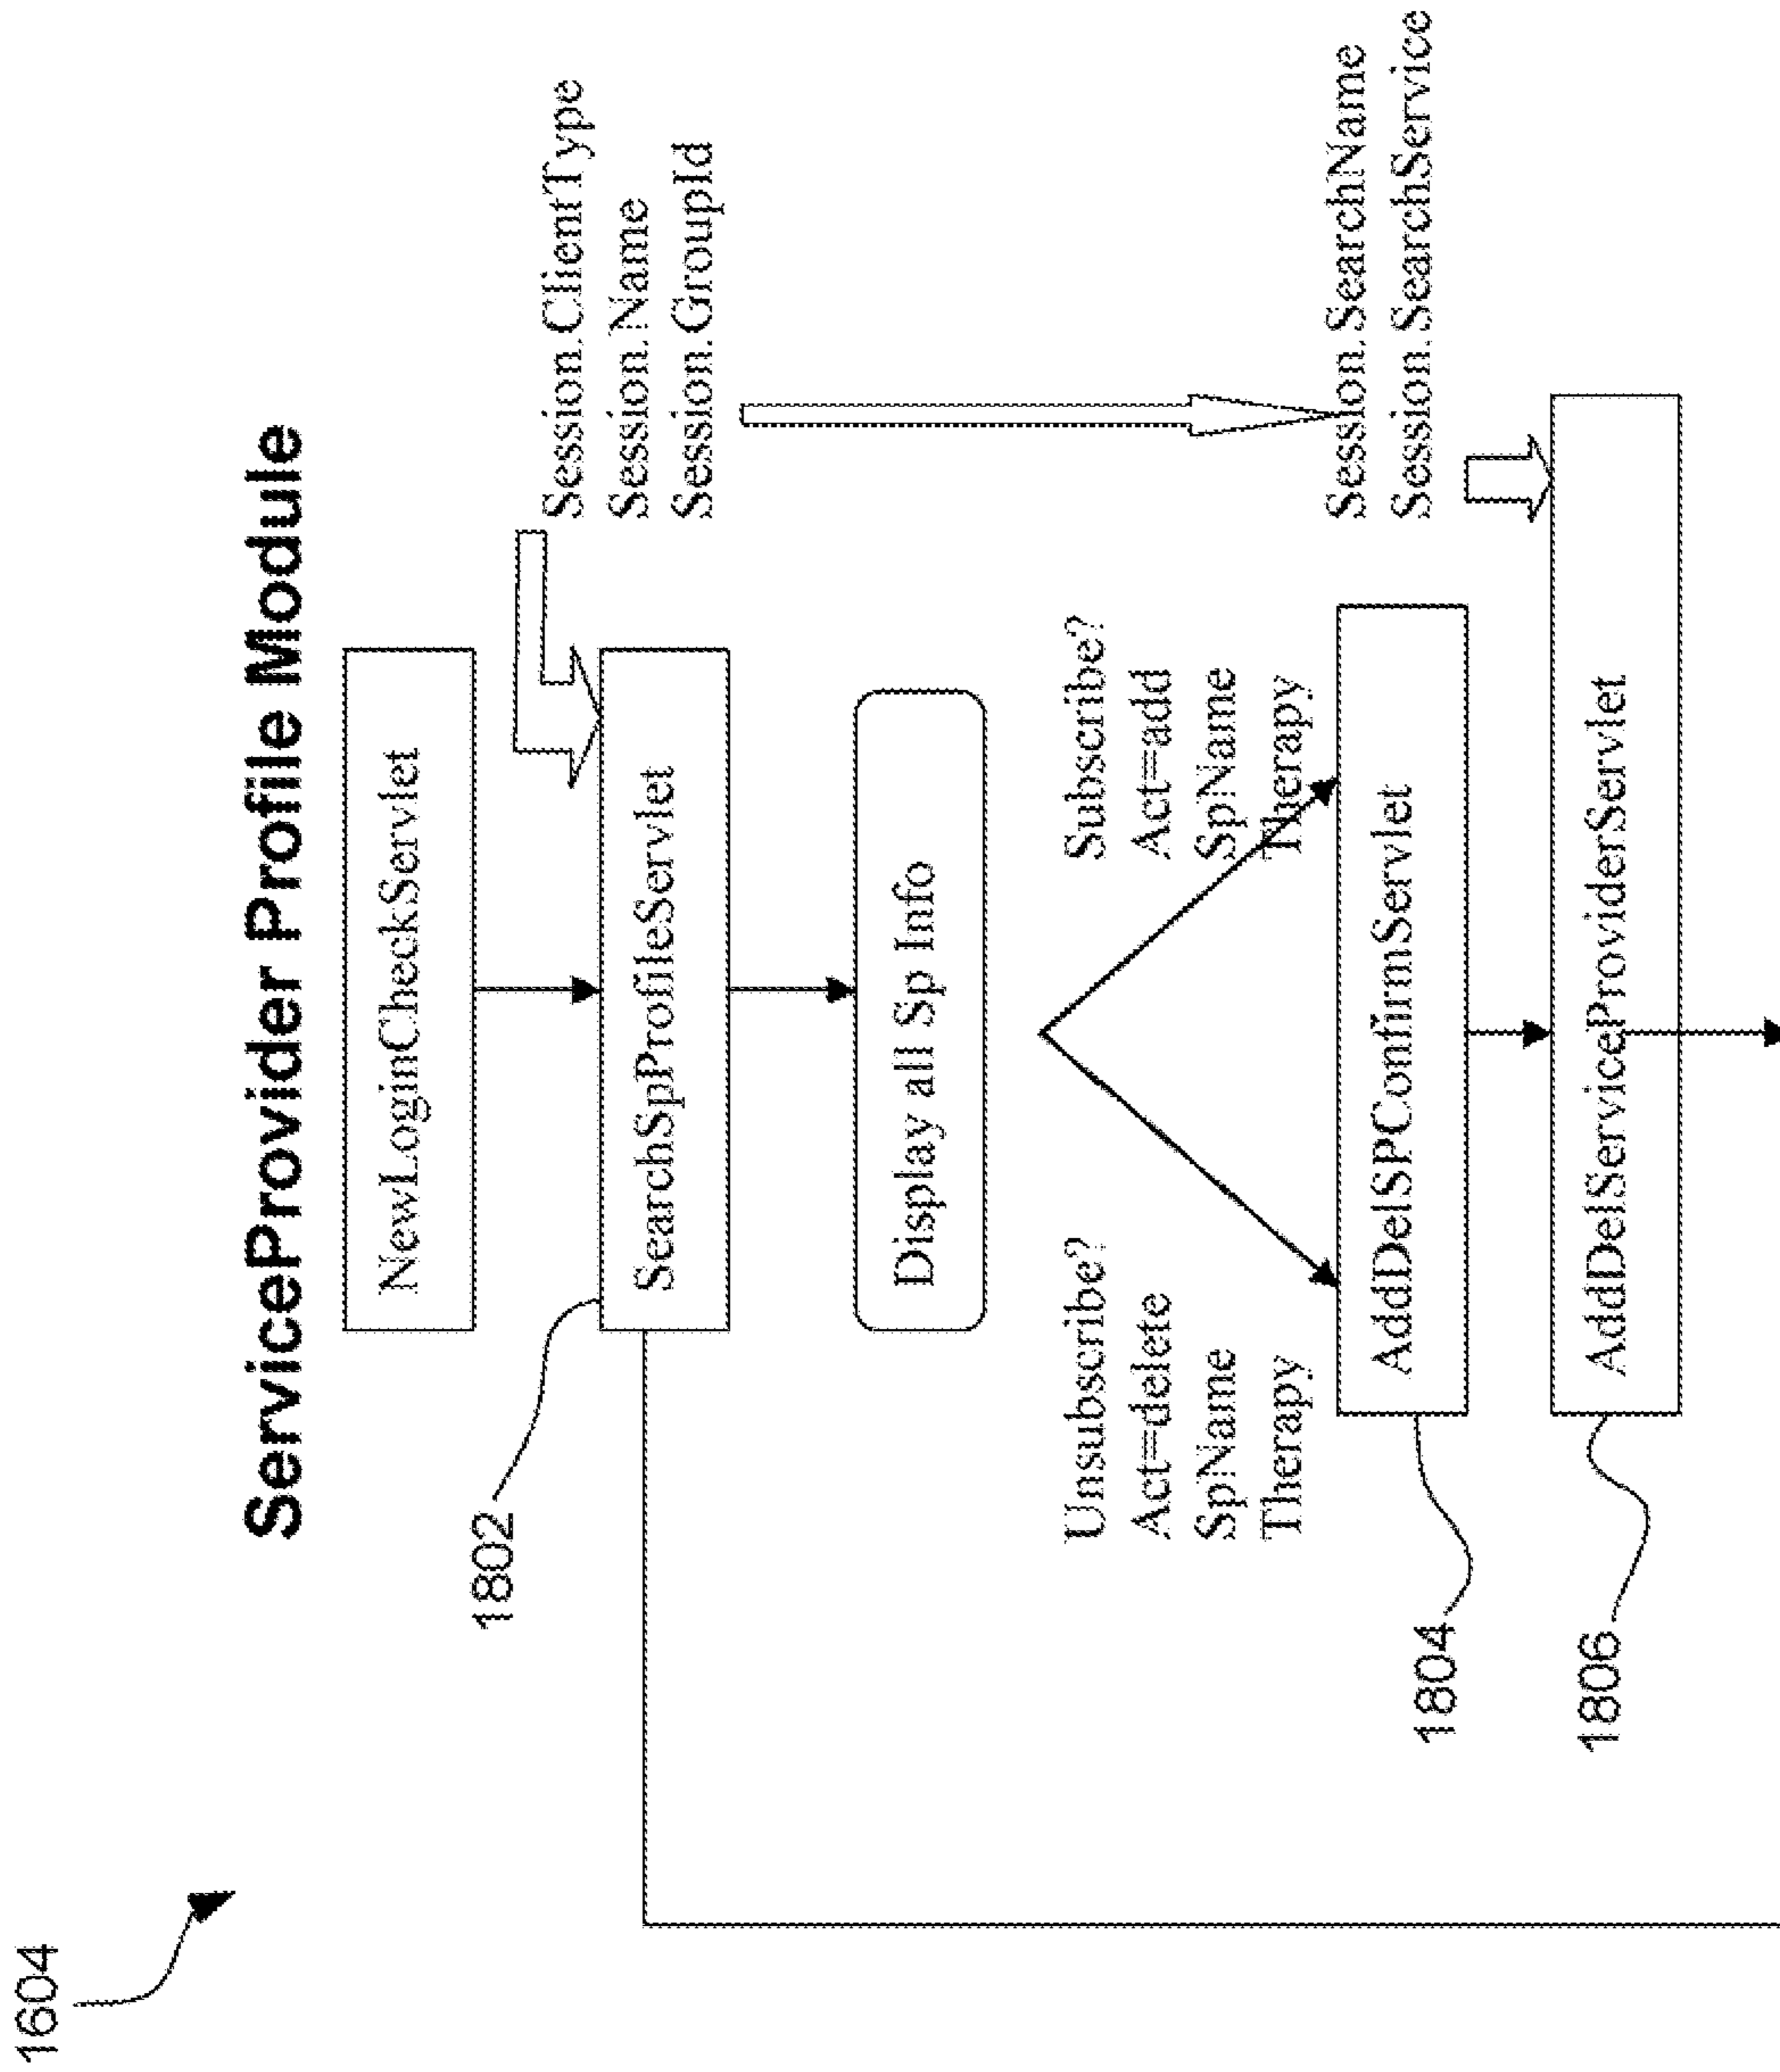 1604
ServiceProvider Profile Module
NewLoginCheckServlet
1802
Session.ClientType
Session.Name
Session.GroupId
SearchSpProfileServlet
Display all Sp Info
Unsubscribe?
Act=delete
SpName
Therapy
Subscribe?
Act=add
SpName
Therapy
Session.SearchName
Session.SearchService
1804
AddDelSPConfirmServlet
1806
AddDelServiceProviderServlet